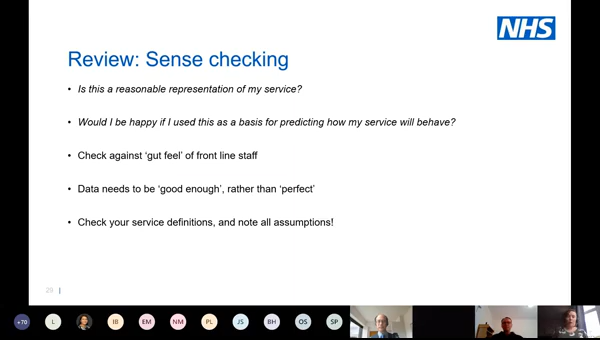 NHS
Review: Sense checking
• Is this a reasonable representation of my service?
• Would I be happy if I used this as a basis for predicting how my service will behave?
• Check against 'gut feel' of front line staff
• Data needs to be 'good enough', rather than 'perfect'
• Check your service definitions, and note all assumptions!
29 |
+70 L IB EM NM PL JS BH OS SP